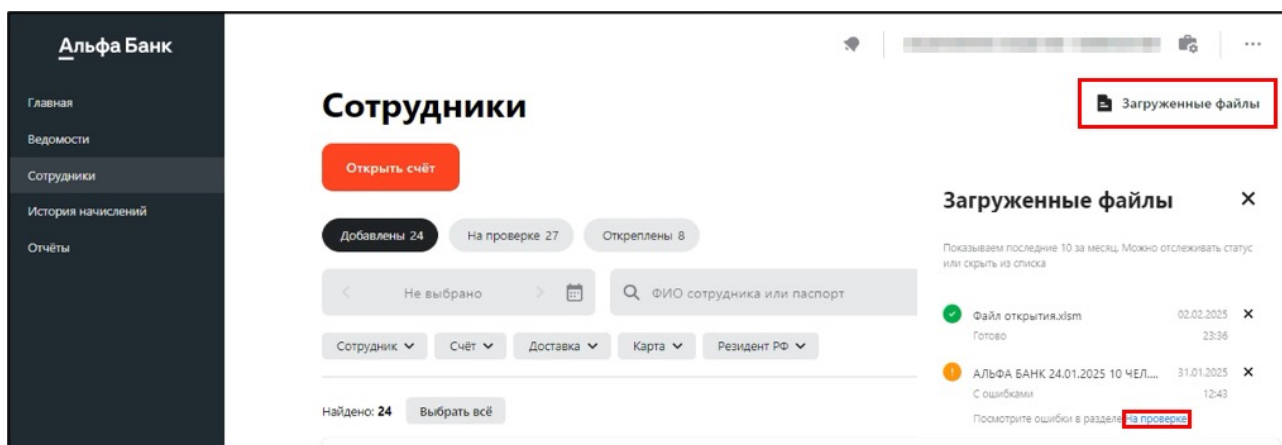 Альфа Банк
Главная
Ведомости
Сотрудники
История начислений
Отчёты
Сотрудники
Загруженные файлы
Открыть счёт
Добавлены 24 На проверке 27 Откреплены 8
Не выбрано ФИО сотрудника или паспорт
Сотрудник Счёт Доставка Карта Резидент РФ
Найдено: 24 Выбрать всё
Загруженные файлы
Показываем последние 10 за месяц. Можно отслеживать статус
или скрыть из списка
Файл открытия.xlsm 02.02.2025
Готово 23:36
АЛЬФА БАНК 24.01.2025 10 ЧЕЛ.... 31.01.2025
С ошибками 12:43
Посмотрите ошибки в разделе На проверке